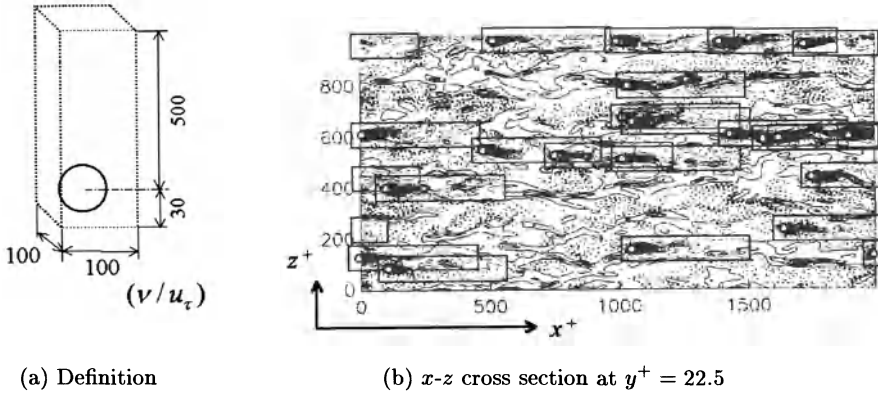 500
30
100
100
(ν/u_τ)
800
600
400
200
0
z⁺
0
500
1000
1500
x⁺
(a) Definition
(b) x-z cross section at y⁺ = 22.5